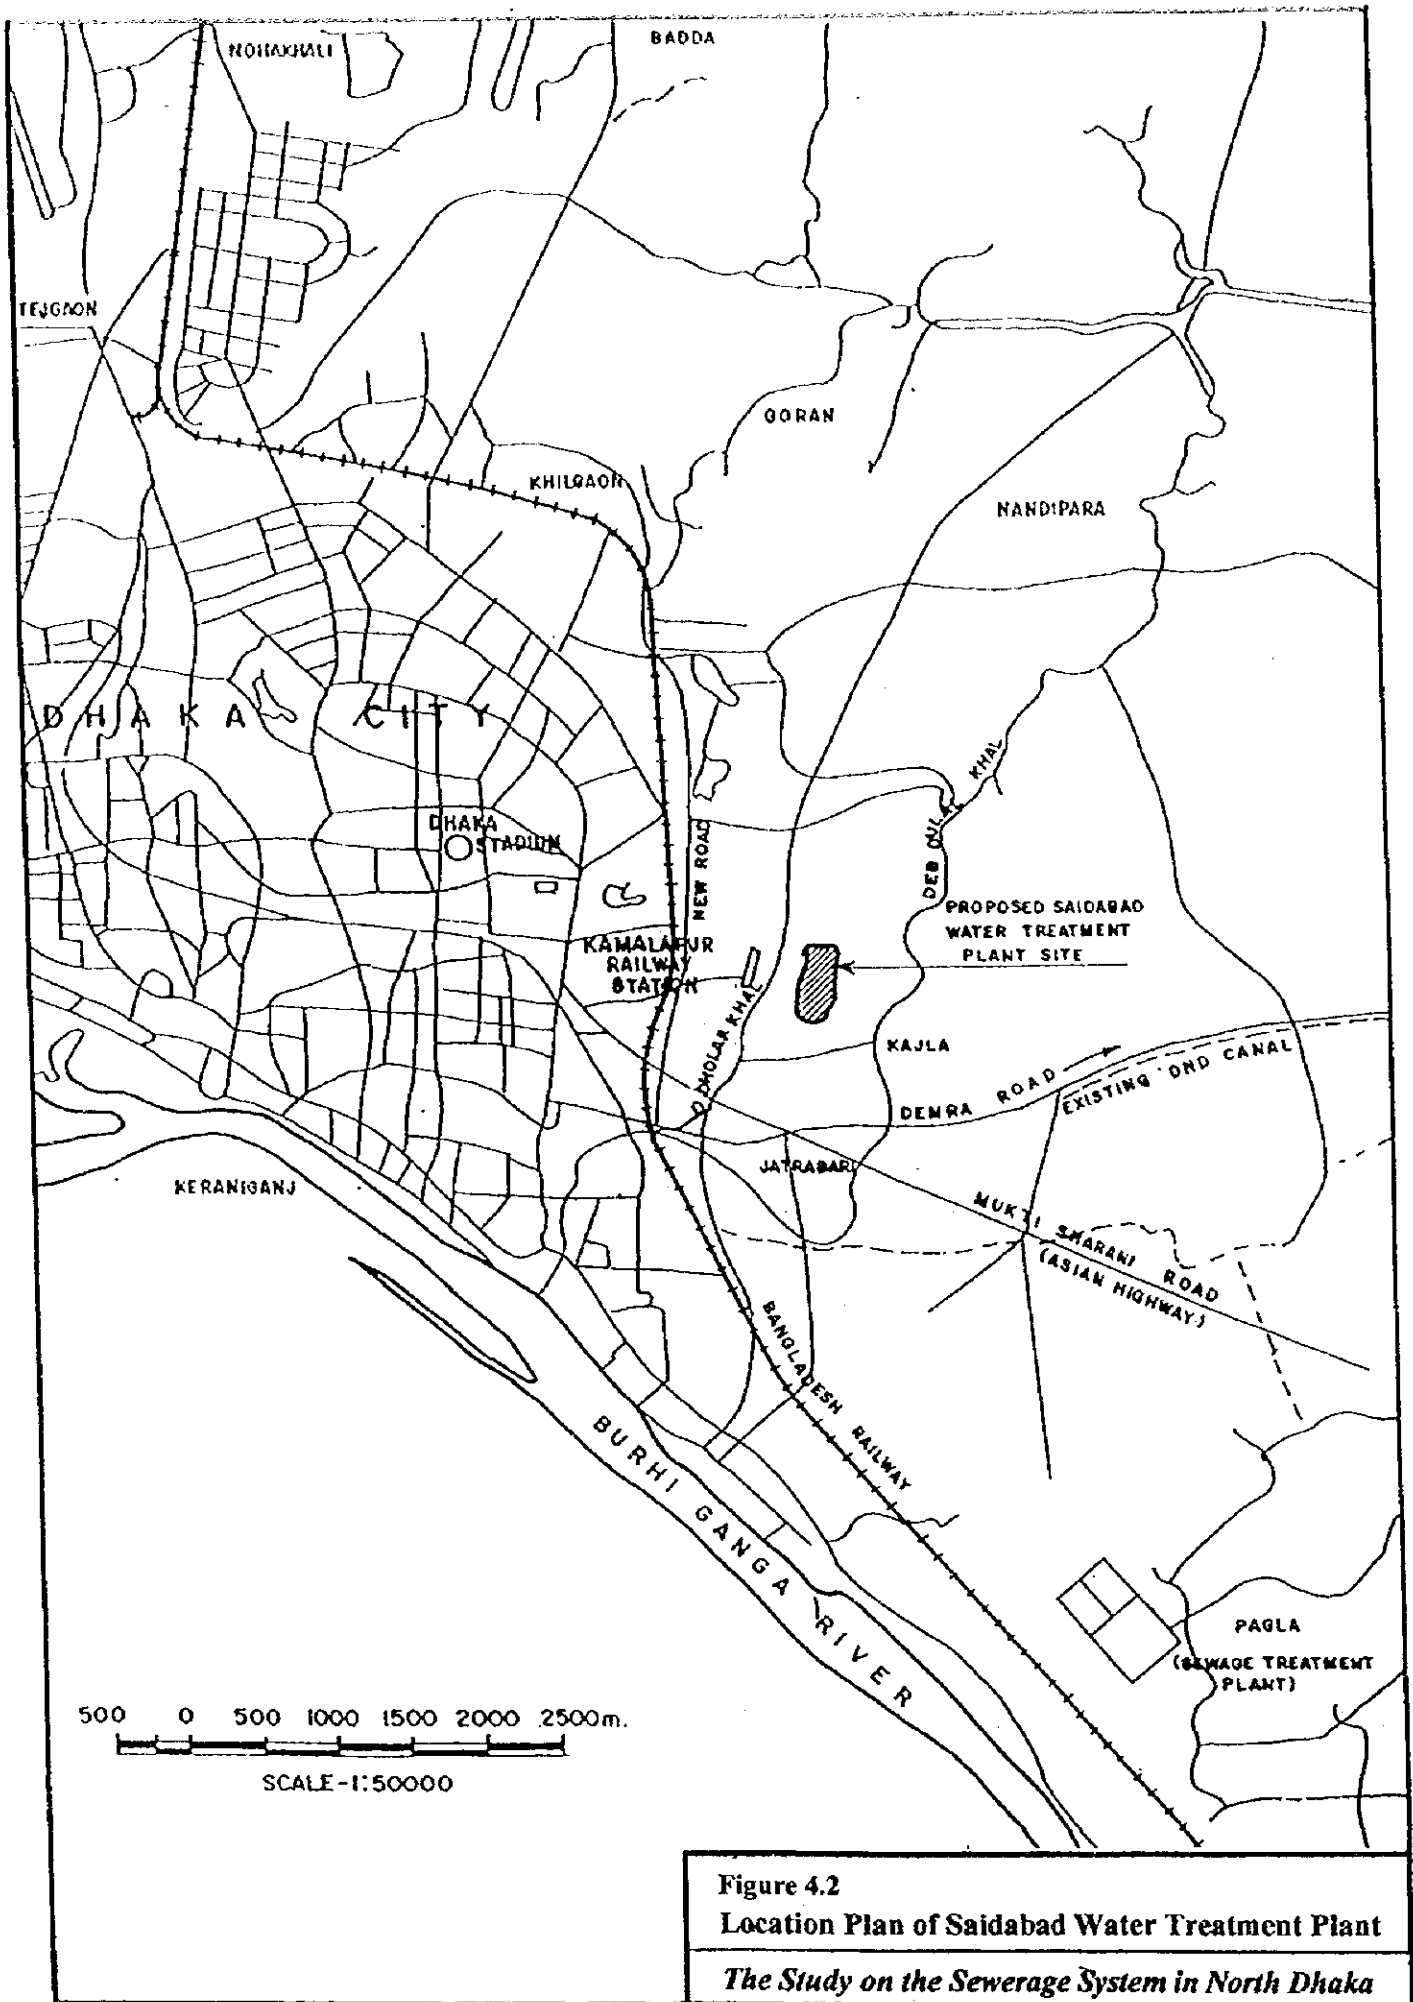 MOHAKHALI
BADDA
TEJGAON
GORAN
KHILGAON
NANDIPARA
DHAKA CITY
DHAKA
STADIUM
NEW ROAD
DEB DULAI KHAL
PROPOSED SAIDABAD
WATER TREATMENT
PLANT SITE
KAMALAPUR
RAILWAY
STATION
DHOLAR KHAL
KAJLA
DEMRA ROAD
EXISTING DND CANAL
JATRABARI
KERANIGANJ
MUKTI SHARANI ROAD
(ASIAN HIGHWAY)
BANGLADESH RAILWAY
BURHI GANGA RIVER
PAGLA
(SEWAGE TREATMENT
PLANT)
500 0 500 1000 1500 2000 2500m.
SCALE-1:50000
Figure 4.2
Location Plan of Saidabad Water Treatment Plant
The Study on the Sewerage System in North Dhaka